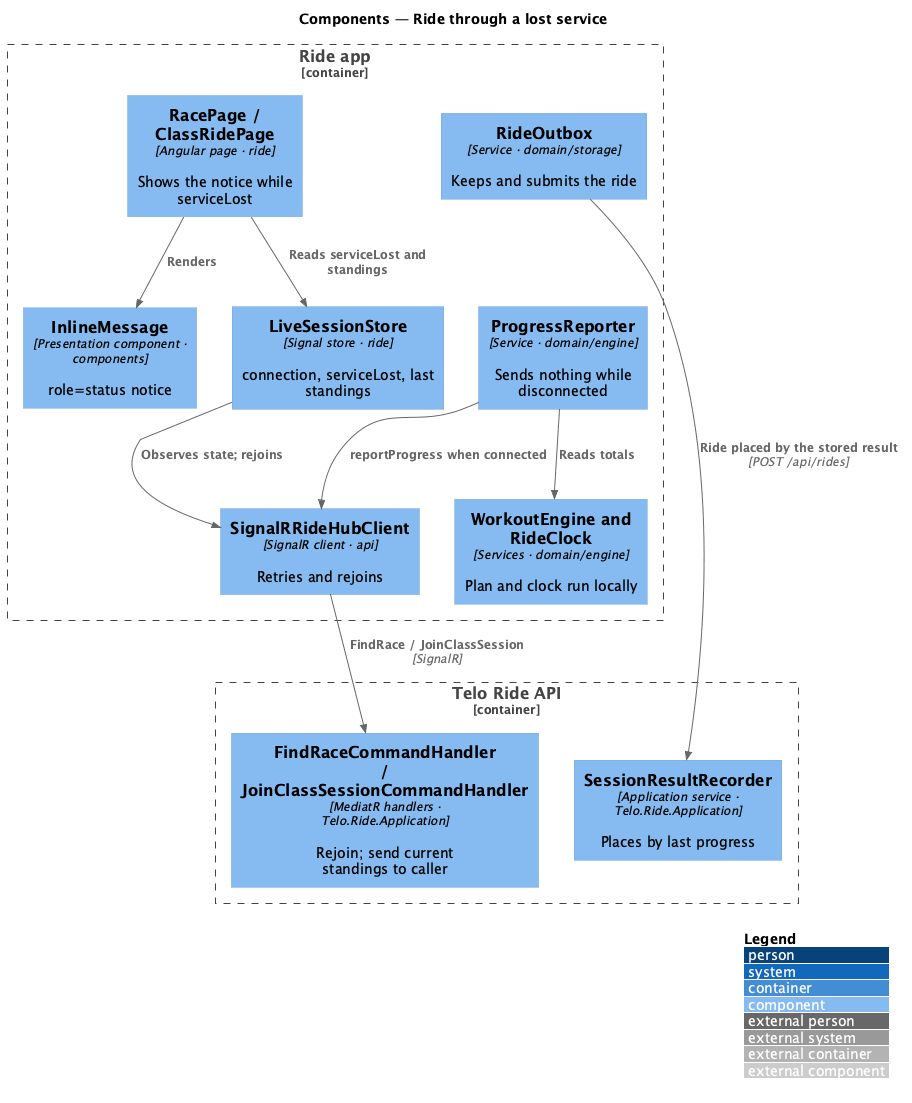 Components — Ride through a lost service
Ride app
[container]
RacePage /
ClassRidePage
[Angular page · ride]
Shows the notice while
serviceLost
RideOutbox
[Service · domain/storage]
Keeps and submits the ride
Renders
Reads serviceLost and
standings
InlineMessage
[Presentation component ·
components]
role=status notice
LiveSessionStore
[Signal store · ride]
connection, serviceLost, last
standings
ProgressReporter
[Service · domain/engine]
Sends nothing while
disconnected
Observes state; rejoins
reportProgress when connected
Reads totals
Ride placed by the stored result
[POST /api/rides]
SignalRRideHubClient
[SignalR client · api]
Retries and rejoins
WorkoutEngine and
RideClock
[Services · domain/engine]
Plan and clock run locally
FindRace / JoinClassSession
[SignalR]
Telo Ride API
[container]
FindRaceCommandHandler
/
JoinClassSessionCommandHandler
[MediatR handlers ·
Telo.Ride.Application]
Rejoin; send current
standings to caller
SessionResultRecorder
[Application service ·
Telo.Ride.Application]
Places by last progress
Legend
person
system
container
component
external person
external system
external container
external component